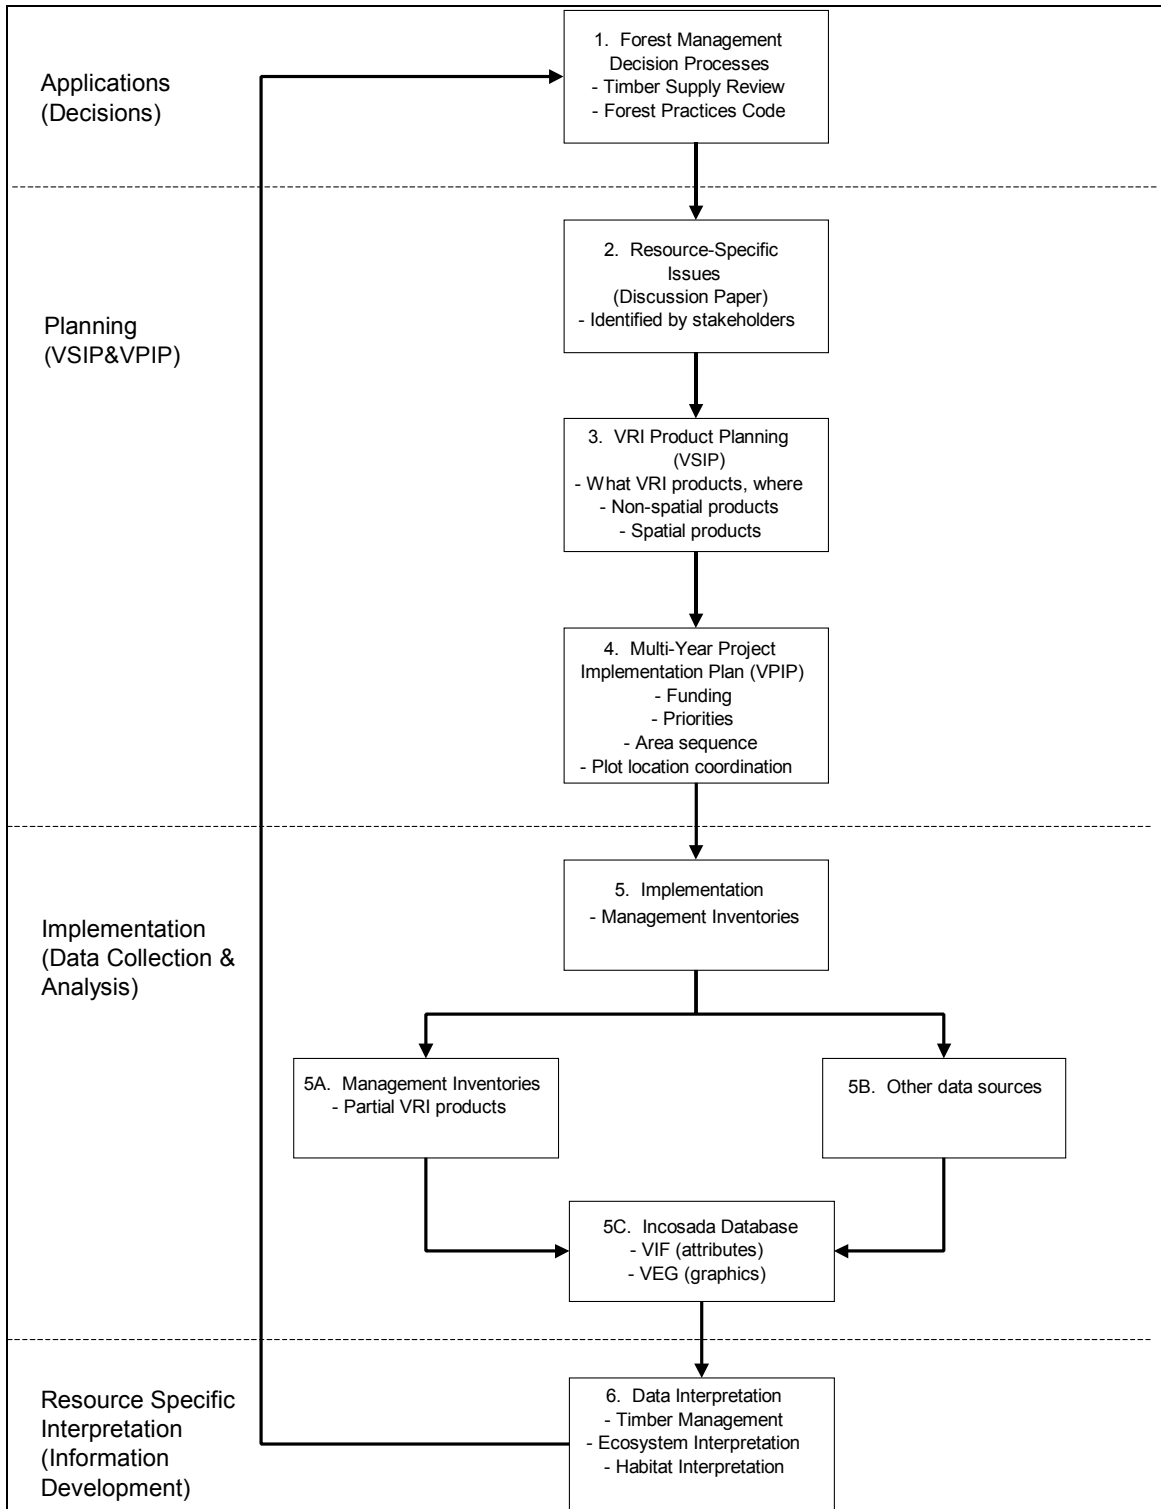 Applications
(Decisions)
1. Forest Management
Decision Processes
- Timber Supply Review
- Forest Practices Code
Planning
(VSIP&VPIP)
2. Resource-Specific
Issues
(Discussion Paper)
- Identified by stakeholders
3. VRI Product Planning
(VSIP)
- What VRI products, where
- Non-spatial products
- Spatial products
4. Multi-Year Project
Implementation Plan (VPIP)
- Funding
- Priorities
- Area sequence
- Plot location coordination
Implementation
(Data Collection &
Analysis)
5. Implementation
- Management Inventories
5A. Management Inventories
- Partial VRI products
5B. Other data sources
5C. Incosada Database
- VIF (attributes)
- VEG (graphics)
Resource Specific
Interpretation
(Information
Development)
6. Data Interpretation
- Timber Management
- Ecosystem Interpretation
- Habitat Interpretation